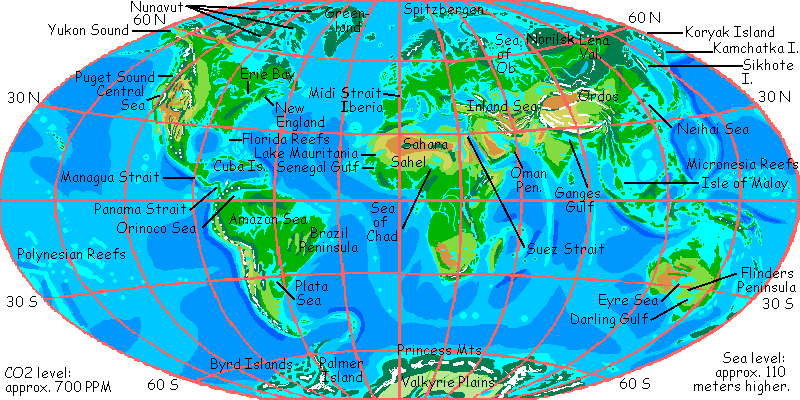 Nunavut
60 N
Yukon Sound
Green-
land
Spitzbergen
60 N
Koryak Island
Kamchatka I.
Sikhote
I.
Sea
of
Ob
Norilsk
Lena
Val.
Puget Sound
Central
Sea
Erie Bay
New
England
Midi Strait
Iberia
Inland Sea
Ordos
30 N
30 N
Neihai Sea
Florida Reefs
Lake Mauritania
Senegal Gulf
Sahara
Sahel
Cuba Is.
Micronesia Reefs
Isle of Malay
Managua Strait
Panama Strait
Orinoco Sea
Oman
Pen.
Ganges
Gulf
Amazon Sea
Sea
of
Chad
Brazil
Peninsula
Suez Strait
Polynesian Reefs
Plata
Sea
Flinders
Peninsula
Eyre Sea
Darling Gulf
30 S
30 S
Princess Mts
Byrd Islands
Palmer
Island
Valkyrie Plains
CO2 level:
approx. 700 PPM
60 S
60 S
Sea level:
approx. 110
meters higher.